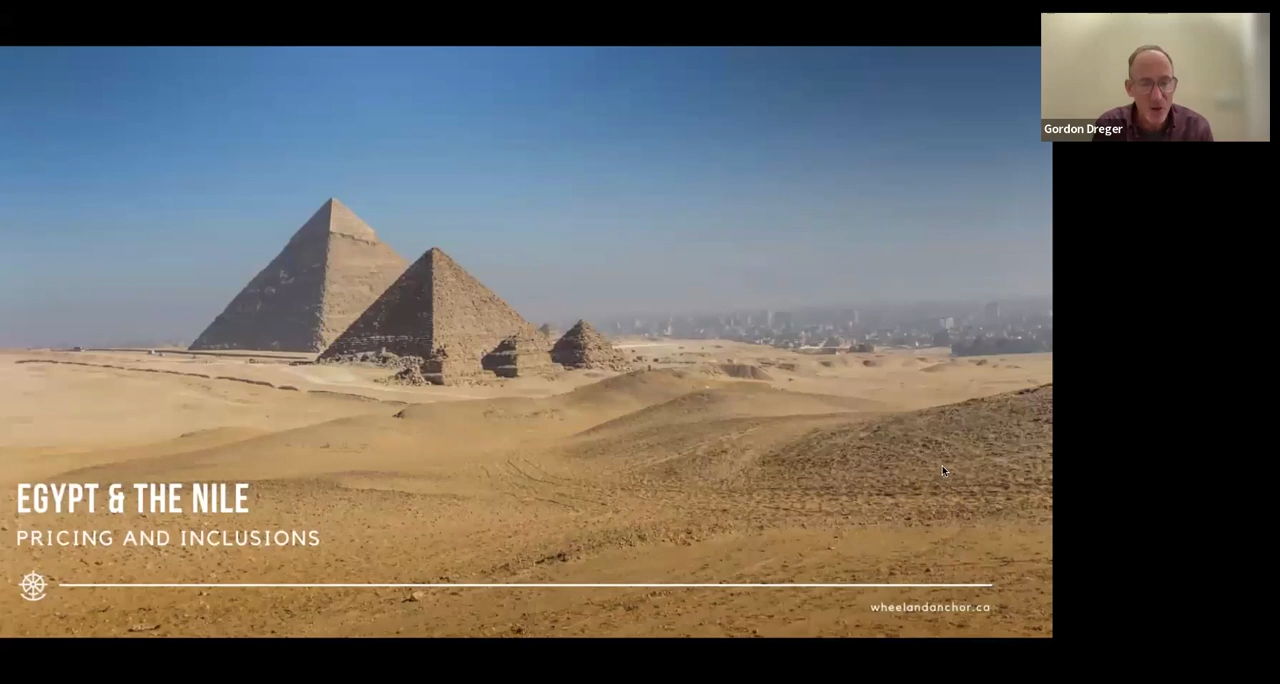 Gordon Dreger
EGYPT & THE NILE
PRICING AND INCLUSIONS
wheelandanchor.ca